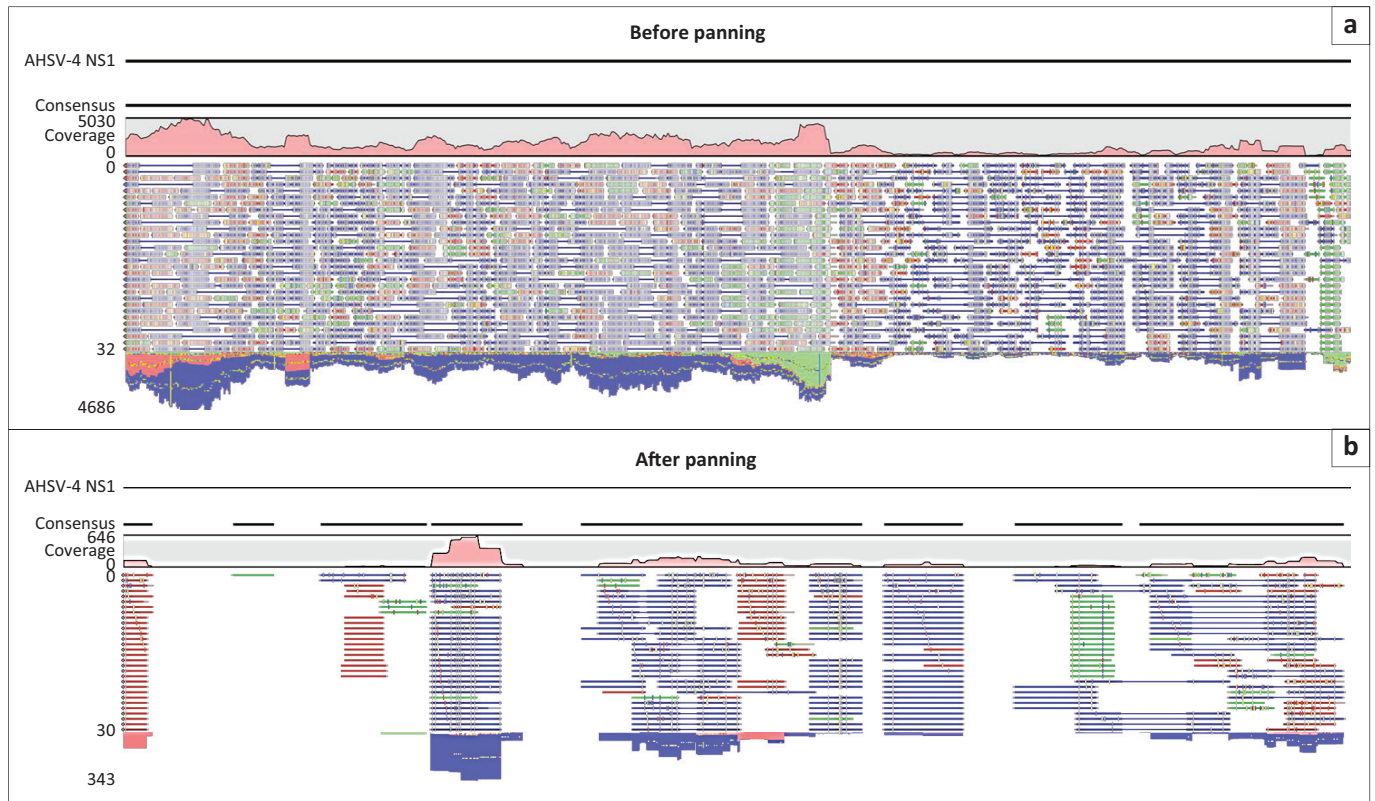 a
Before panning
AHSV-4 NS1
Consensus
5030
Coverage
0
0
32
4686
b
After panning
AHSV-4 NS1
Consensus
646
Coverage
0
0
30
343